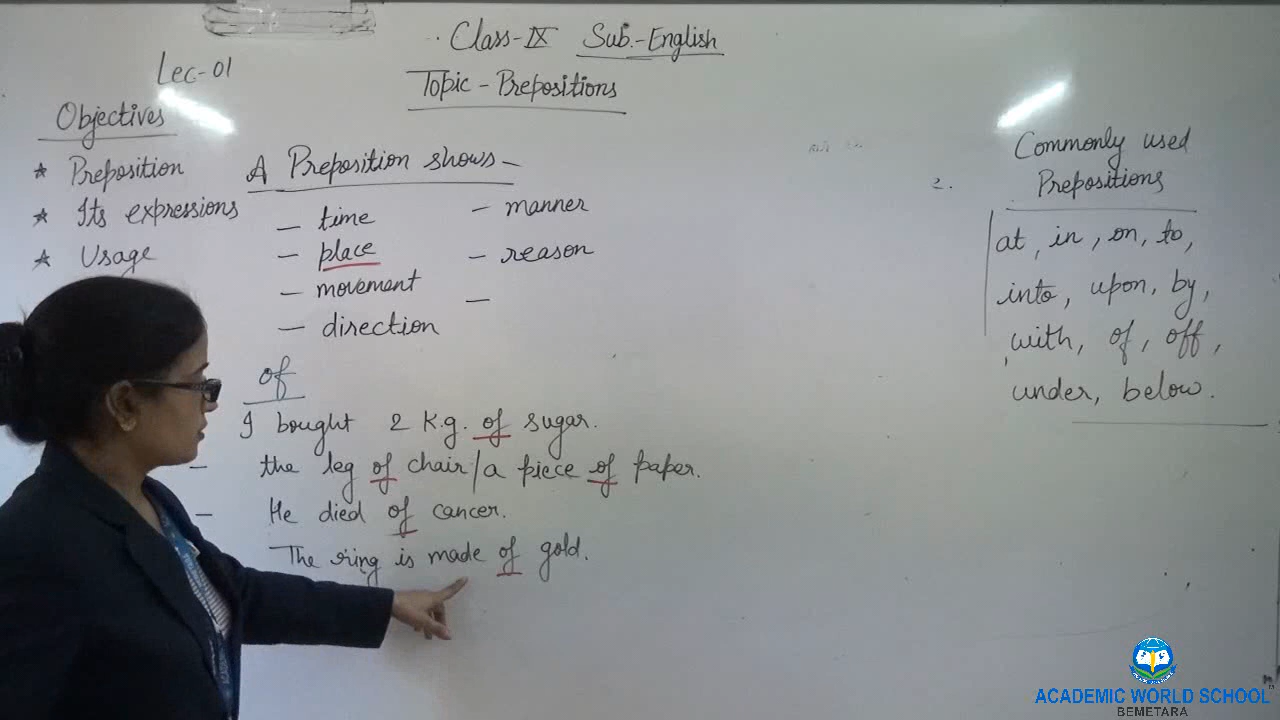 Class-IX Sub.-English
Lec-01
Topic - Prepositions
Objectives
* Preposition
* Its expressions
* Usage
A Preposition shows -
- time
- place
- movement
- direction
- manner
- reason
-
of
I bought 2 K.g. of sugar.
- the leg of chair/a piece of paper.
- He died of cancer.
The ring is made of gold.
2.
Commonly used
Prepositions
at, in, on, to,
into, upon, by,
with, of, off,
under, below.
ACADEMIC WORLD SCHOOL
BEMETARA